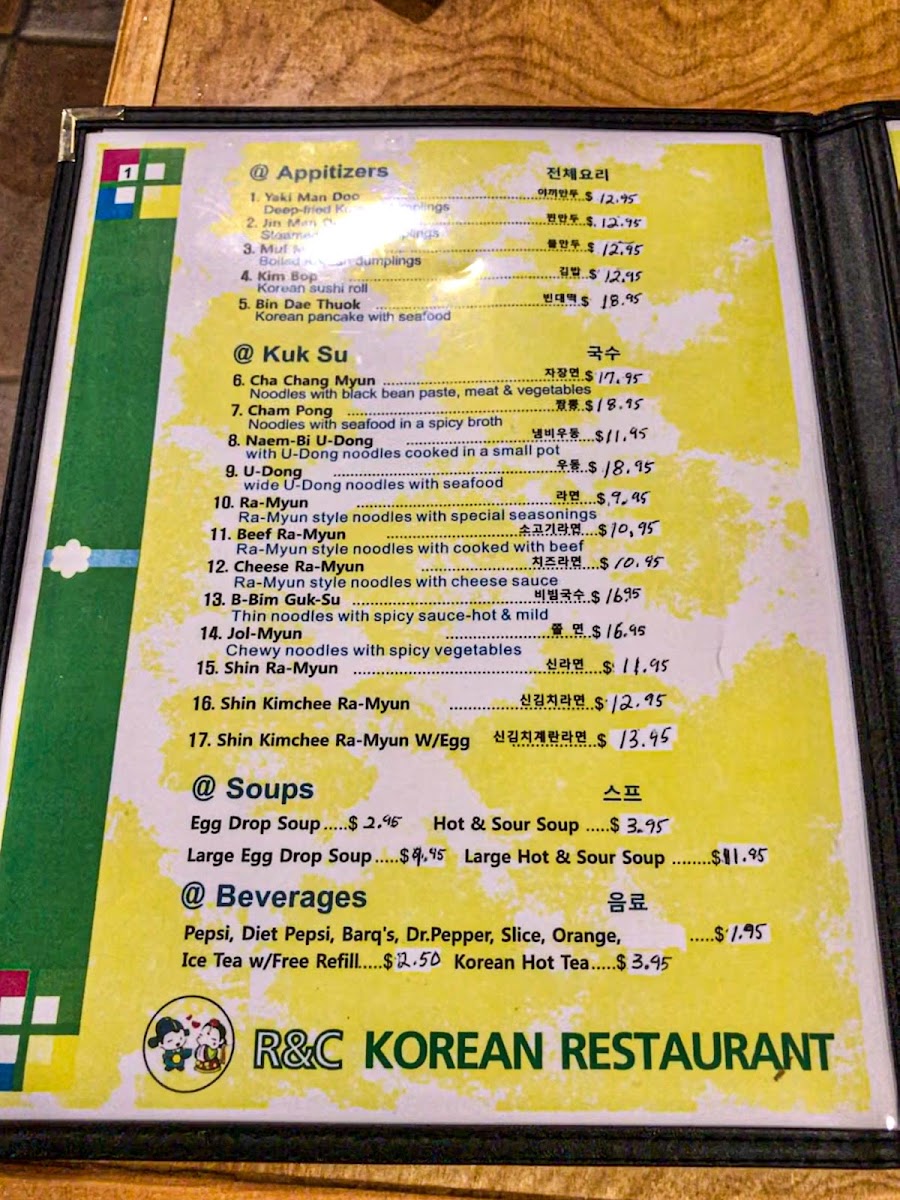 1
@ Appitizers 전체요리
1. Yaki Man Doo 야끼만두 $ 12.95
Deep-fried dumplings
2. Jin Man 찐만두 $ 12.95
Steamed dumplings
3. Mul 물만두 $ 12.95
Boiled Korean dumplings
4. Kim Bop 김밥 $ 12.95
Korean sushi roll
5. Bin Dae Thuok 빈대떡 $ 18.95
Korean pancake with seafood
@ Kuk Su 국수
6. Cha Chang Myun 자장면 $ 17.95
Noodles with black bean paste, meat & vegetables
7. Cham Pong 짬뽕 $ 18.95
Noodles with seafood in a spicy broth
8. Naem-Bi U-Dong 냄비우동 $ 11.95
with U-Dong noodles cooked in a small pot
9. U-Dong 우동 $ 18.95
wide U-Dong noodles with seafood
10. Ra-Myun 라면 $ 9.95
Ra-Myun style noodles with special seasonings
11. Beef Ra-Myun 소고기라면 $ 10.95
Ra-Myun style noodles with cooked with beef
12. Cheese Ra-Myun 치즈라면 $ 10.95
Ra-Myun style noodles with cheese sauce
13. B-Bim Guk-Su 비빔국수 $ 16.95
Thin noodles with spicy sauce-hot & mild
14. Jol-Myun 쫄 면 $ 16.95
Chewy noodles with spicy vegetables
15. Shin Ra-Myun 신라면 $ 11.95
16. Shin Kimchee Ra-Myun 신김치라면 $ 12.95
17. Shin Kimchee Ra-Myun W/Egg 신김치계란라면 $ 13.95
@ Soups 스프
Egg Drop Soup.....$ 2.95 Hot & Sour Soup .....$ 3.95
Large Egg Drop Soup.....$ Large Hot & Sour Soup ........$11.95
@ Beverages 음료
Pepsi, Diet Pepsi, Barq's, Dr.Pepper, Slice, Orange, .....$ 1.95
Ice Tea w/Free Refill.....$ 2.50 Korean Hot Tea.....$ 3.95
R&C KOREAN RESTAURANT